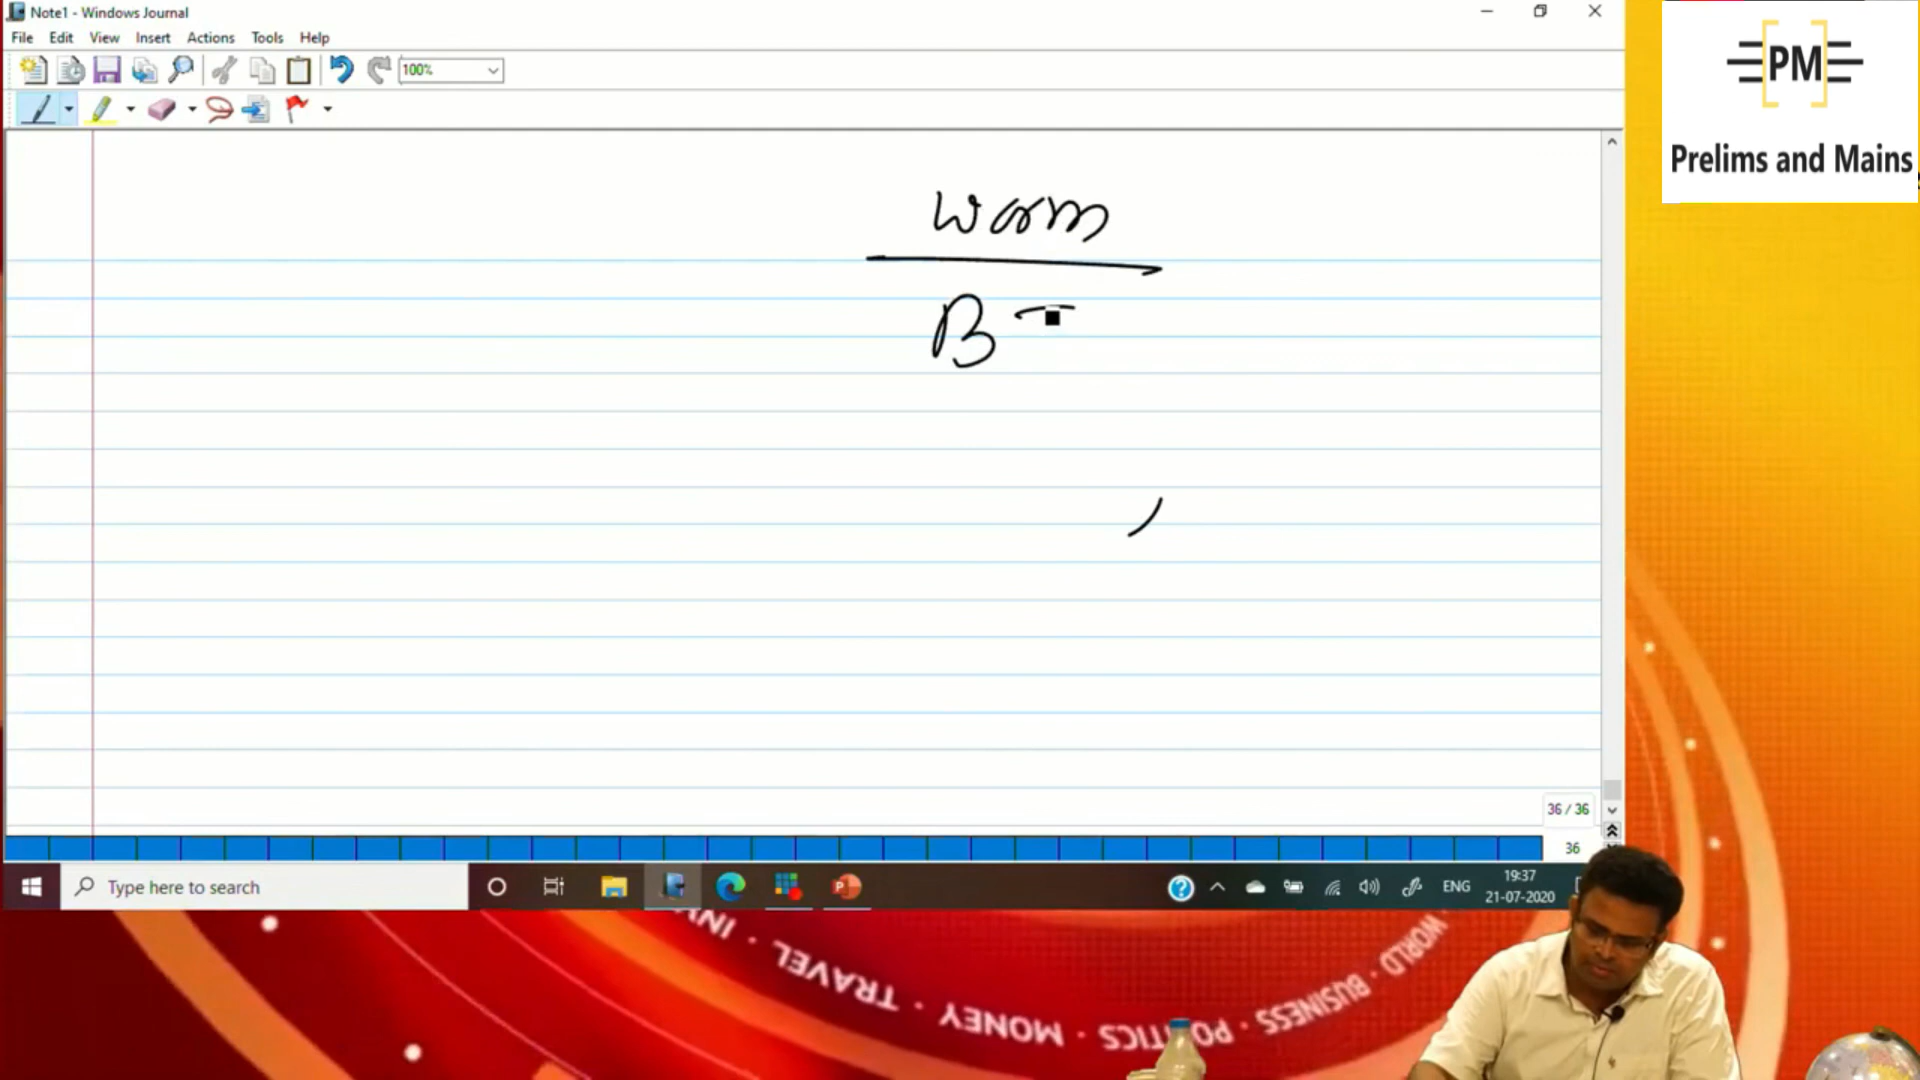 Note1 - Windows Journal
File Edit View Insert Actions Tools Help
100%
PM
Prelims and Mains
worm
B
36 / 36
36
Type here to search
ENG
19:37
21-07-2020
TRAVEL · MONEY · POLITICS · BUSINESS · WORLD